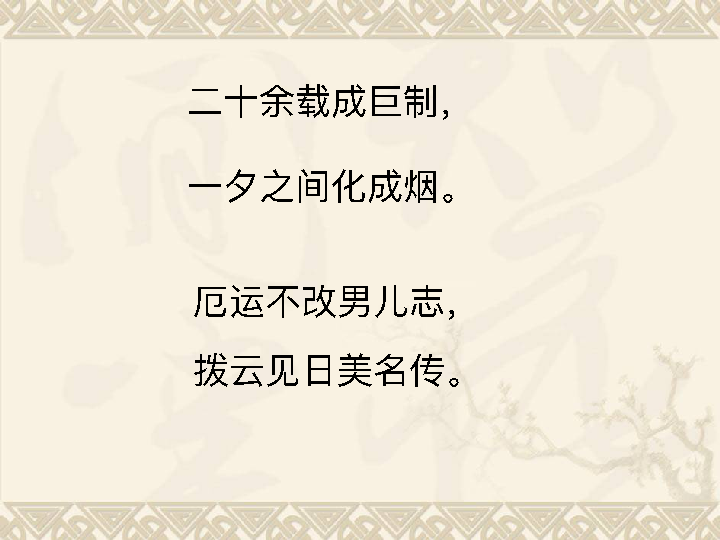 二十余载成巨制，
一夕之间化成烟。
厄运不改男儿志，
拨云见日美名传。